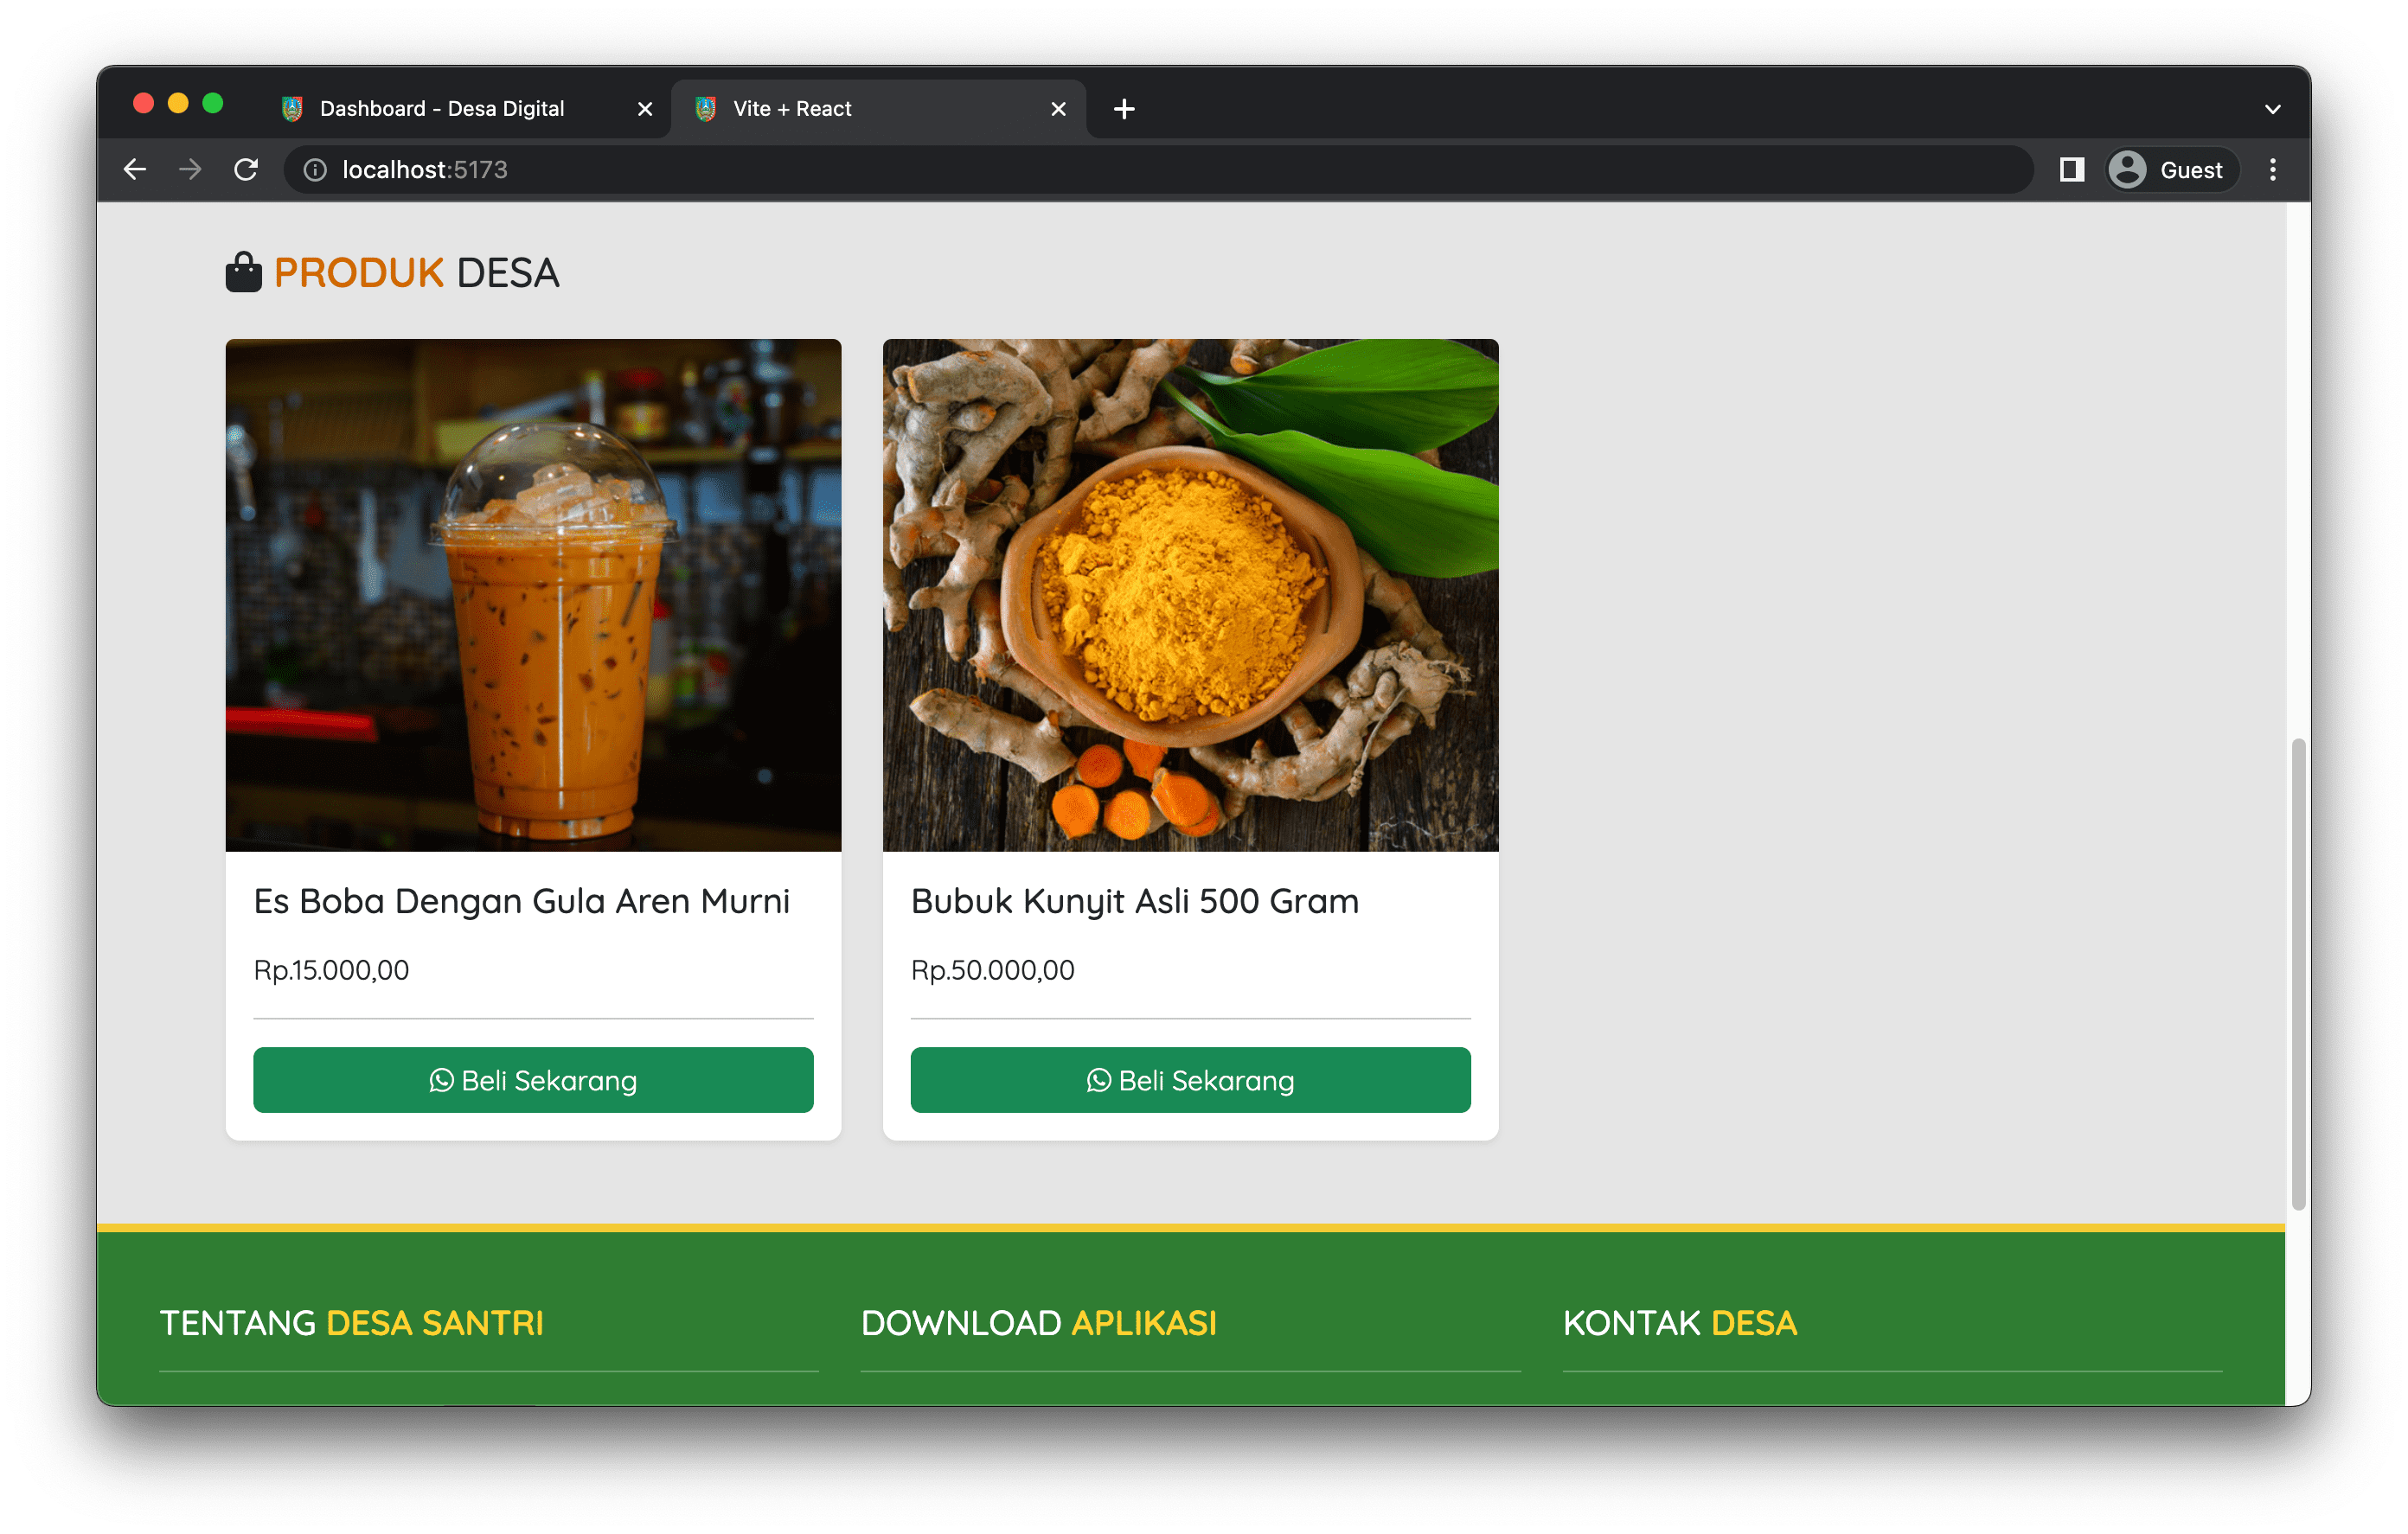 Dashboard - Desa Digital
Vite + React
localhost:5173
Guest
PRODUK DESA
Es Boba Dengan Gula Aren Murni
Rp.15.000,00
Beli Sekarang
Bubuk Kunyit Asli 500 Gram
Rp.50.000,00
Beli Sekarang
TENTANG DESA SANTRI
DOWNLOAD APLIKASI
KONTAK DESA